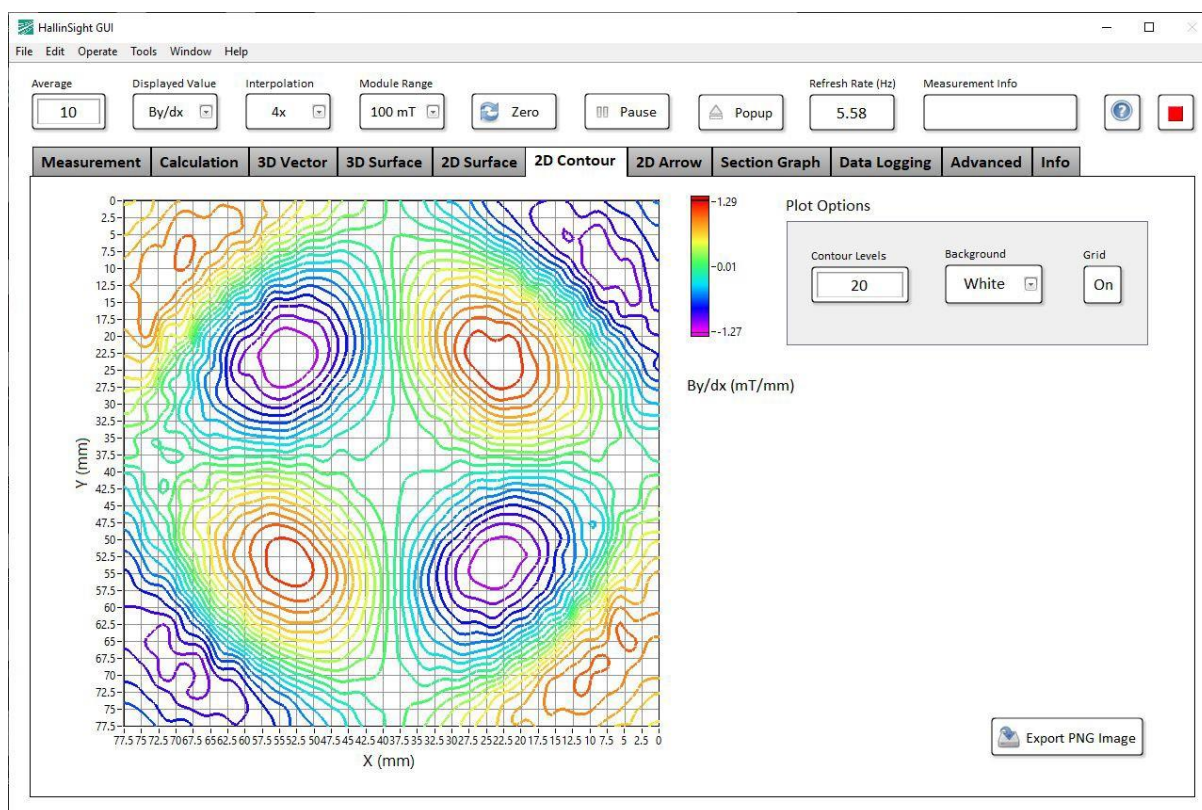 HallinSight GUI
File Edit Operate Tools Window Help
Average Displayed Value Interpolation Module Range Refresh Rate (Hz) Measurement Info
10 By/dx 4x 100 mT Zero Pause Popup 5.58
Measurement Calculation 3D Vector 3D Surface 2D Surface 2D Contour 2D Arrow Section Graph Data Logging Advanced Info
0
2.5
5
7.5
10
12.5
15
17.5
20
22.5
25
27.5
30
32.5
35
37.5
40
42.5
45
47.5
50
52.5
55
57.5
60
62.5
65
67.5
70
72.5
75
77.5
Y (mm)
77.5 75 72.5 70 67.5 65 62.5 60 57.5 55 52.5 50 47.5 45 42.5 40 37.5 35 32.5 30 27.5 25 22.5 20 17.5 15 12.5 10 7.5 5 2.5 0
X (mm)
1.29
0.01
-1.27
By/dx (mT/mm)
Plot Options
Contour Levels Background Grid
20 White On
Export PNG Image